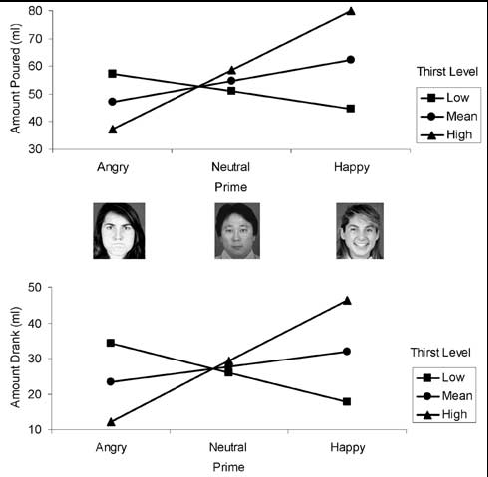 Amount Poured (ml)
80
70
60
50
40
30
Angry
Neutral
Happy
Prime
Thirst Level
Low
Mean
High
Amount Drank (ml)
50
40
30
20
10
Angry
Neutral
Happy
Prime
Thirst Level
Low
Mean
High